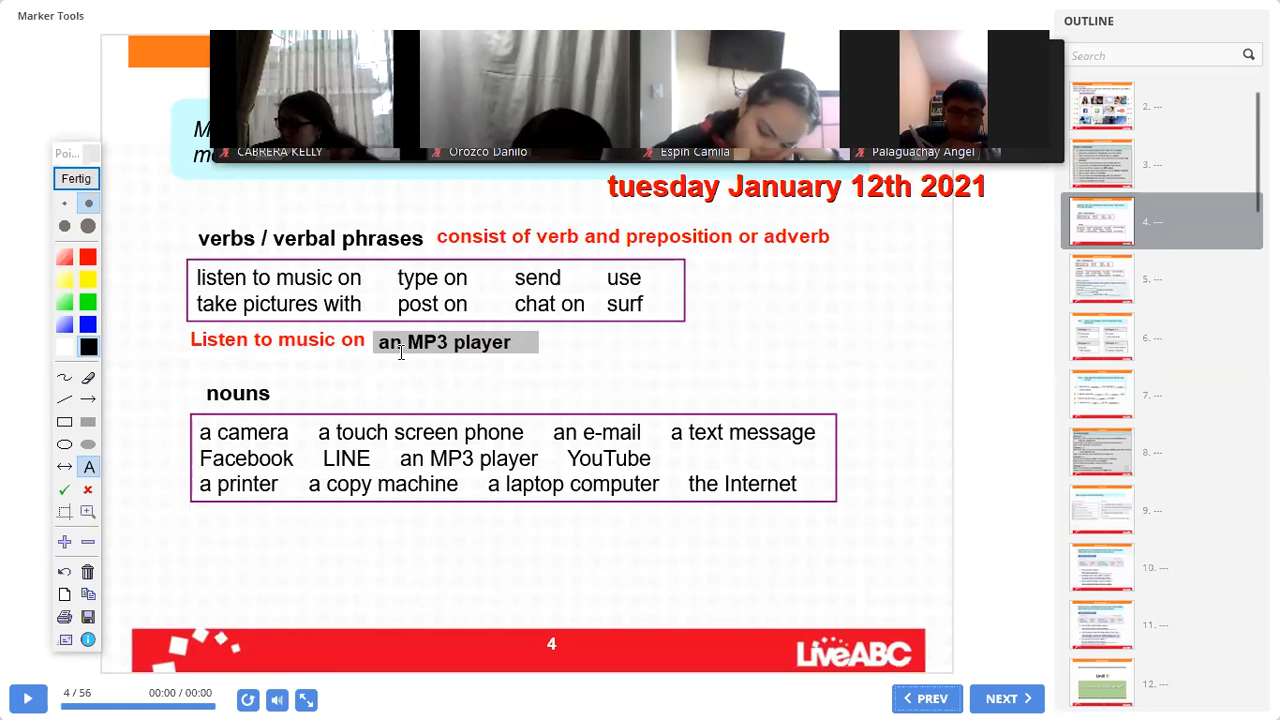 Marker Tools
OUTLINE
Search
CABRERA KELLY
Orozco Danilo
Espin Camila
Palaguachay Angel
Poi...
Fertig
tuesday January 12th 2021
verbs / verbal phrases consist of verb and preposition or adverb
listen to music on type on send use
take pictures with post on chat on surf
Listen to music on an MP3 player
nouns
a camera a touch screen phone an e-mail a text message
Facebook LINE an MP3 player YouTube
a printer a copy machine a laptop computer the Internet
4
LiveABC
4 / 56
00:00 / 00:00
PREV
NEXT
2. ---
3. ---
4. ---
5. ---
6. ---
7. ---
8. ---
9. ---
10. ---
11. ---
12. ---